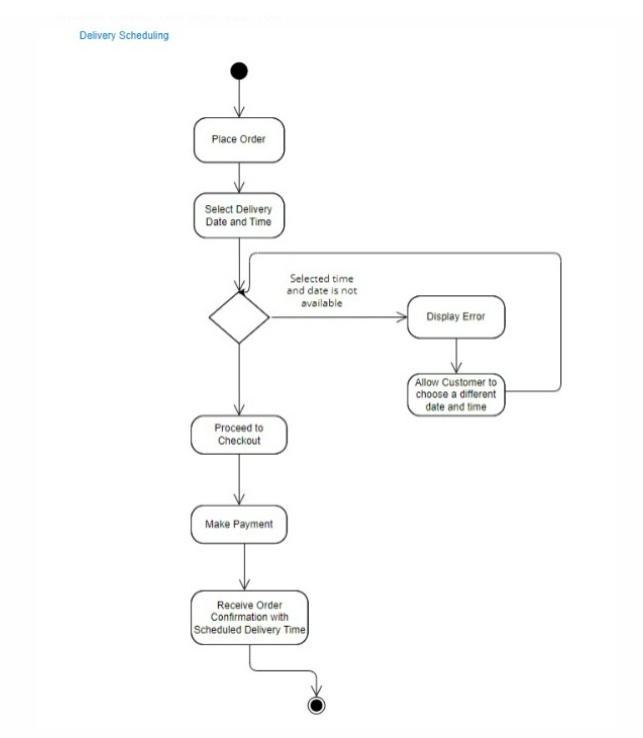 Delivery Scheduling
Place Order
Select Delivery
Date and Time
Selected time
and date is not
available
Display Error
Allow Customer to
choose a different
date and time
Proceed to
Checkout
Make Payment
Receive Order
Confirmation with
Scheduled Delivery Time